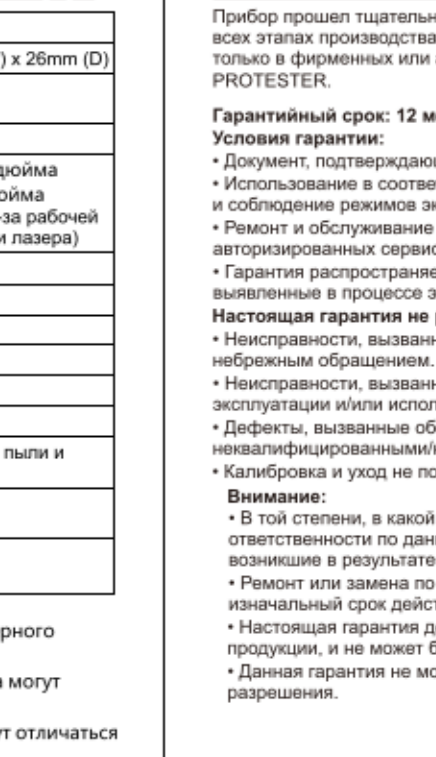 ) x 26mm (D)
дюйма
ойма
-за рабочей
и лазера)
пыли и
рного
а могут
ут отличаться
Прибор прошел тщательн
всех этапах производства
только в фирменных или
PROTESTER.
Гарантийный срок: 12 м
Условия гарантии:
• Документ, подтверждаю
• Использование в соотве
и соблюдение режимов эк
• Ремонт и обслуживание
авторизированных сервис
• Гарантия распространяе
выявленные в процессе э
Настоящая гарантия не
• Неисправности, вызванн
небрежным обращением.
• Неисправности, вызванн
эксплуатации и/или испол
• Дефекты, вызванные об
неквалифицированными/
• Калибровка и уход не по
Внимание:
• В той степени, в какой
ответственности по дан
возникшие в результате
• Ремонт или замена по
изначальный срок дейст
• Настоящая гарантия д
продукции, и не может б
• Данная гарантия не мо
разрешения.